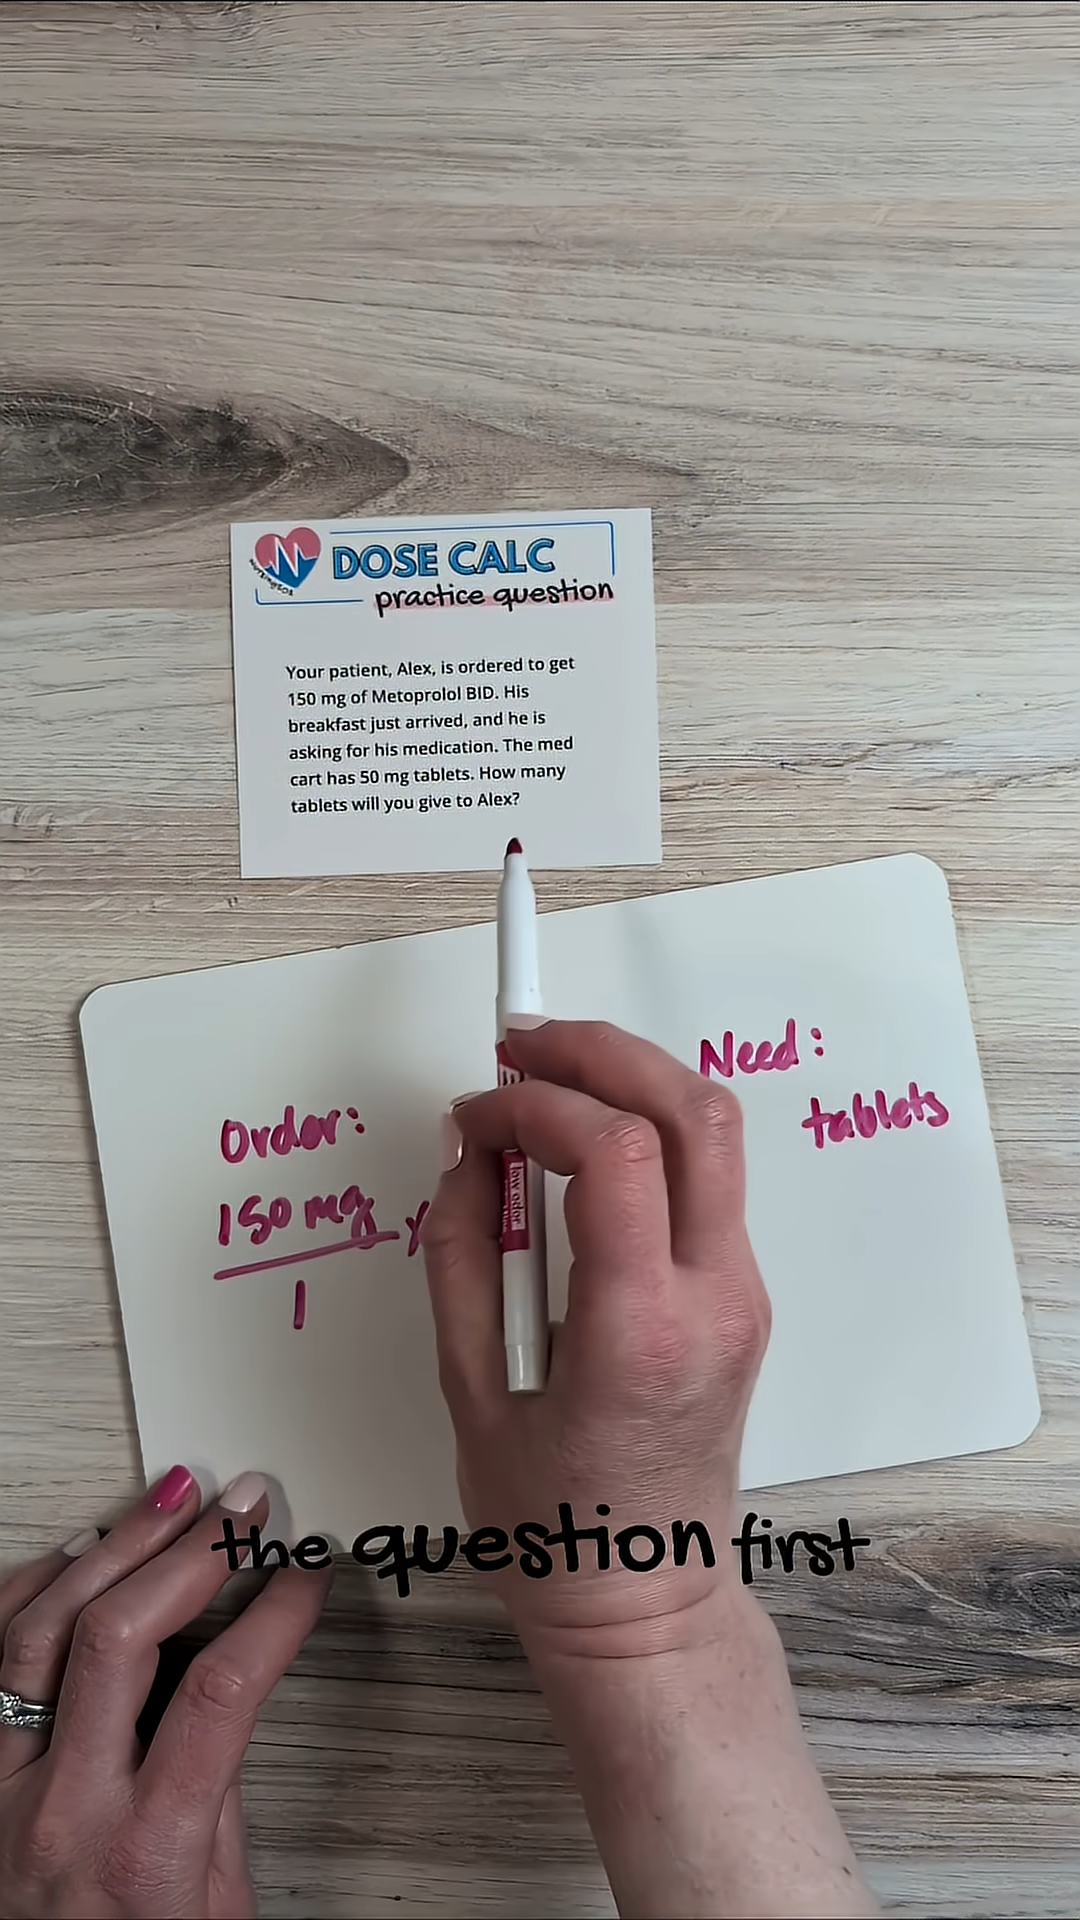 DOSE CALC
practice question
Your patient, Alex, is ordered to get
150 mg of Metoprolol BID. His
breakfast just arrived, and he is
asking for his medication. The med
cart has 50 mg tablets. How many
tablets will you give to Alex?
Need:
tablets
Order:
150 mg x
1
low odor
the question first